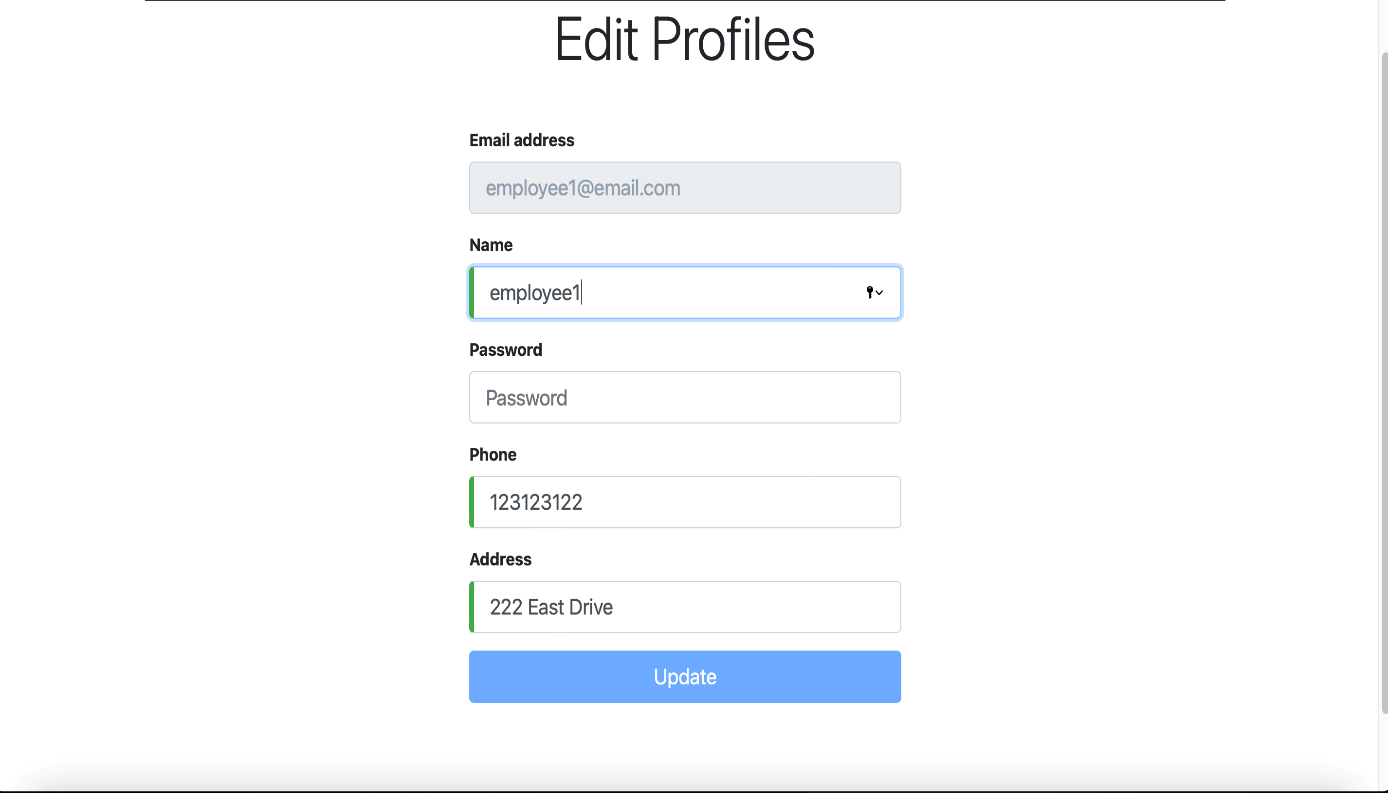 Edit Profiles
Email address
employee1@email.com
Name
employee1
Password
Password
Phone
123123122
Address
222 East Drive
Update